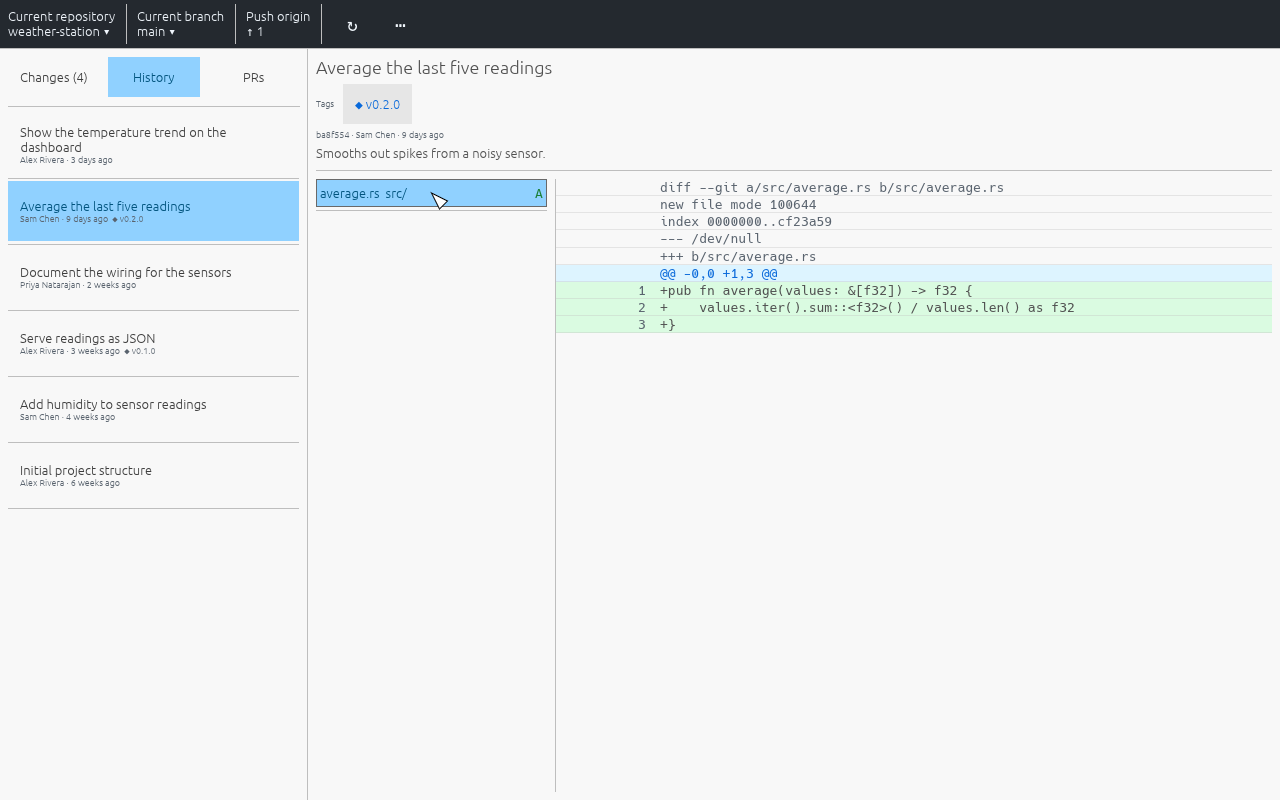 Current repository
weather-station ▾
Current branch
main ▾
Push origin
↑ 1
↻
⋯
Changes (4)
History
PRs
Show the temperature trend on the
dashboard
Alex Rivera · 3 days ago
Average the last five readings
Sam Chen · 9 days ago ◆ v0.2.0
Document the wiring for the sensors
Priya Natarajan · 2 weeks ago
Serve readings as JSON
Alex Rivera · 3 weeks ago ◆ v0.1.0
Add humidity to sensor readings
Sam Chen · 4 weeks ago
Initial project structure
Alex Rivera · 6 weeks ago
Average the last five readings
Tags ◆ v0.2.0
ba8f554 · Sam Chen · 9 days ago
Smooths out spikes from a noisy sensor.
average.rs src/ A
diff --git a/src/average.rs b/src/average.rs
new file mode 100644
index 0000000..cf23a59
--- /dev/null
+++ b/src/average.rs
@@ -0,0 +1,3 @@
1 +pub fn average(values: &[f32]) -> f32 {
2 +    values.iter().sum::<f32>() / values.len() as f32
3 +}